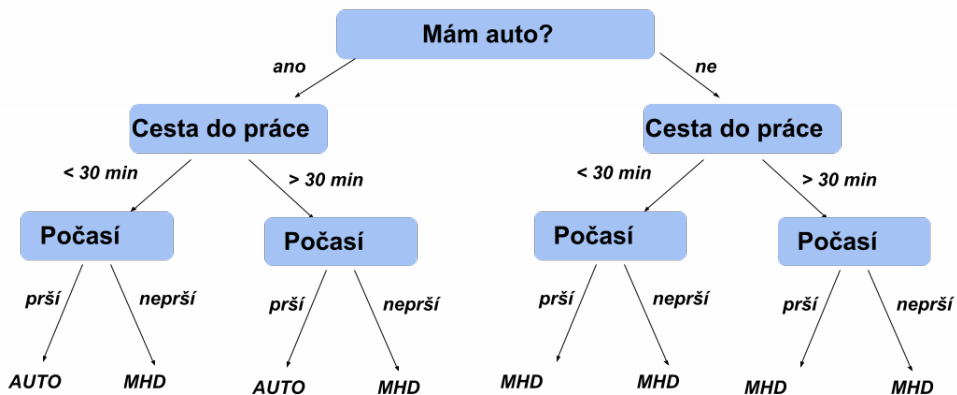 Mám auto?
ano
ne
Cesta do práce
Cesta do práce
< 30 min
> 30 min
< 30 min
> 30 min
Počasí
Počasí
Počasí
Počasí
prší
neprší
prší
neprší
prší
neprší
prší
neprší
AUTO
MHD
AUTO
MHD
MHD
MHD
MHD
MHD